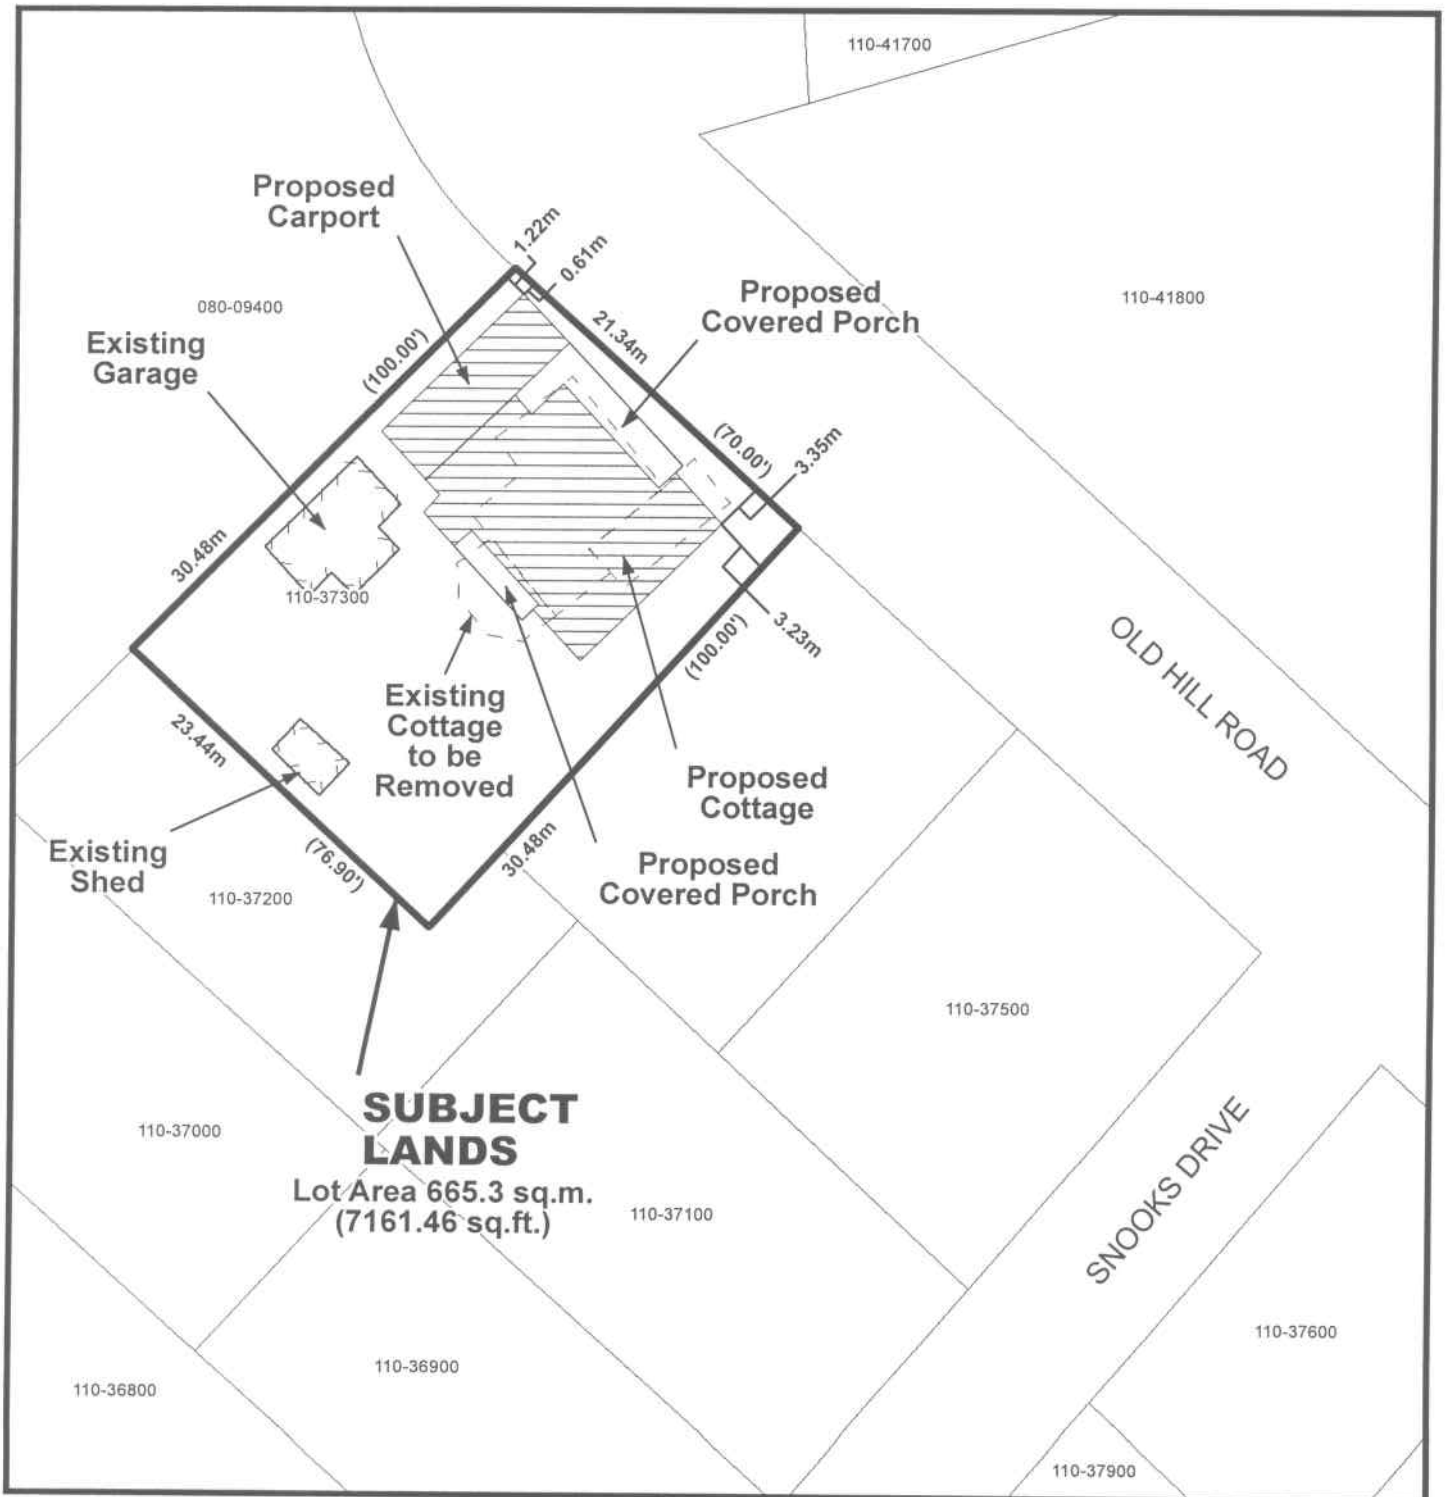 110-41700
Proposed
Carport
1.22m
0.61m
080-09400
110-41800
Proposed
Covered Porch
Existing
Garage
(100.00')
21.34m
(70.00')
3.35m
30.48m
110-37300
3.23m
(100.00')
OLD HILL ROAD
Existing
Cottage
to be
Removed
23.44m
Proposed
Cottage
Existing
Shed
(76.90')
30.48m
Proposed
Covered Porch
110-37200
110-37500
SUBJECT
LANDS
Lot Area 665.3 sq.m.
(7161.46 sq.ft.)
110-37000
110-37100
SNOOKS DRIVE
110-37600
110-36900
110-36800
110-37900